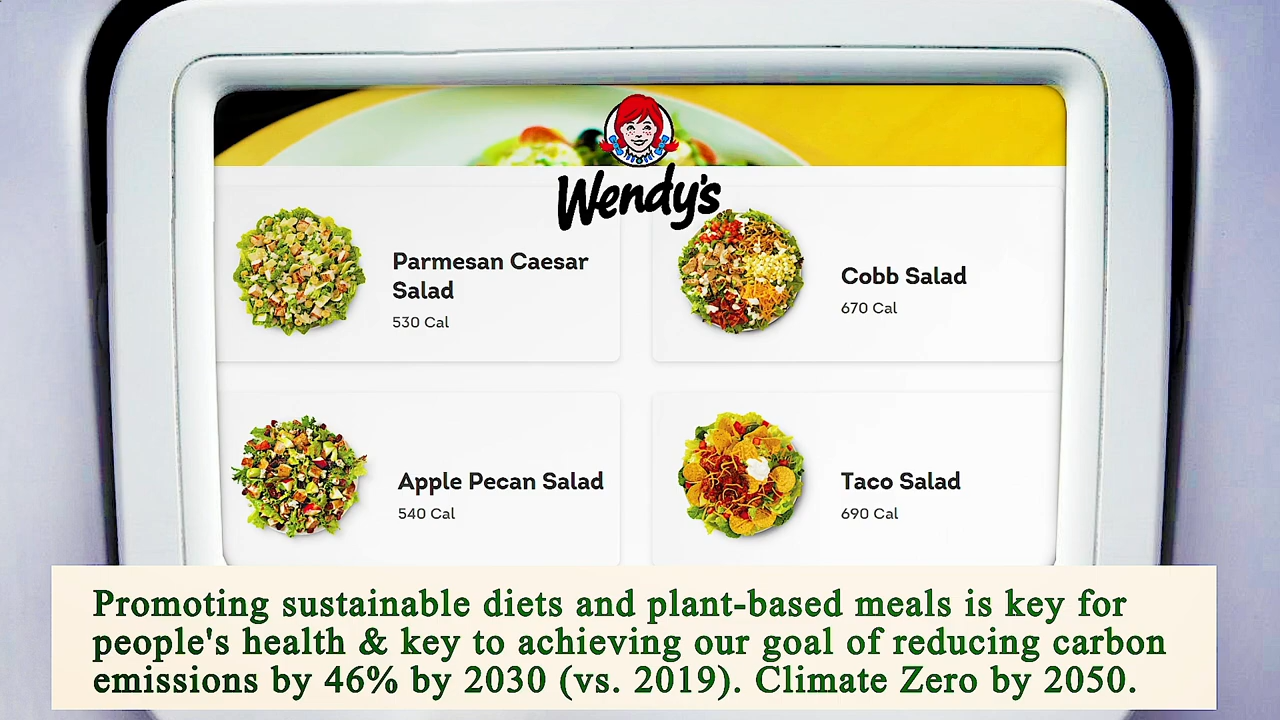 Wendy's
Parmesan Caesar
Salad
530 Cal
Cobb Salad
670 Cal
Apple Pecan Salad
540 Cal
Taco Salad
690 Cal
Promoting sustainable diets and plant-based meals is key for
people's health & key to achieving our goal of reducing carbon
emissions by 46% by 2030 (vs. 2019). Climate Zero by 2050.